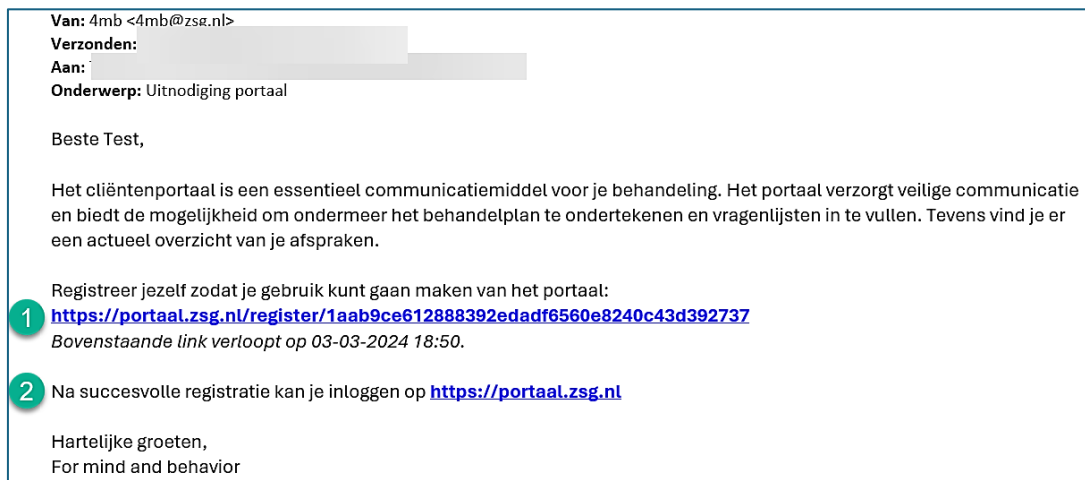 Van: 4mb <4mb@zsg.nl>
Verzonden:
Aan:
Onderwerp: Uitnodiging portaal
Beste Test,
Het cliëntenportaal is een essentieel communicatiemiddel voor je behandeling. Het portaal verzorgt veilige communicatie
en biedt de mogelijkheid om ondermeer het behandelplan te ondertekenen en vragenlijsten in te vullen. Tevens vind je er
een actueel overzicht van je afspraken.
Registreer jezelf zodat je gebruik kunt gaan maken van het portaal:
1 https://portaal.zsg.nl/register/1aab9ce612888392edadf6560e8240c43d392737
Bovenstaande link verloopt op 03-03-2024 18:50.
2 Na succesvolle registratie kan je inloggen op https://portaal.zsg.nl
Hartelijke groeten,
For mind and behavior